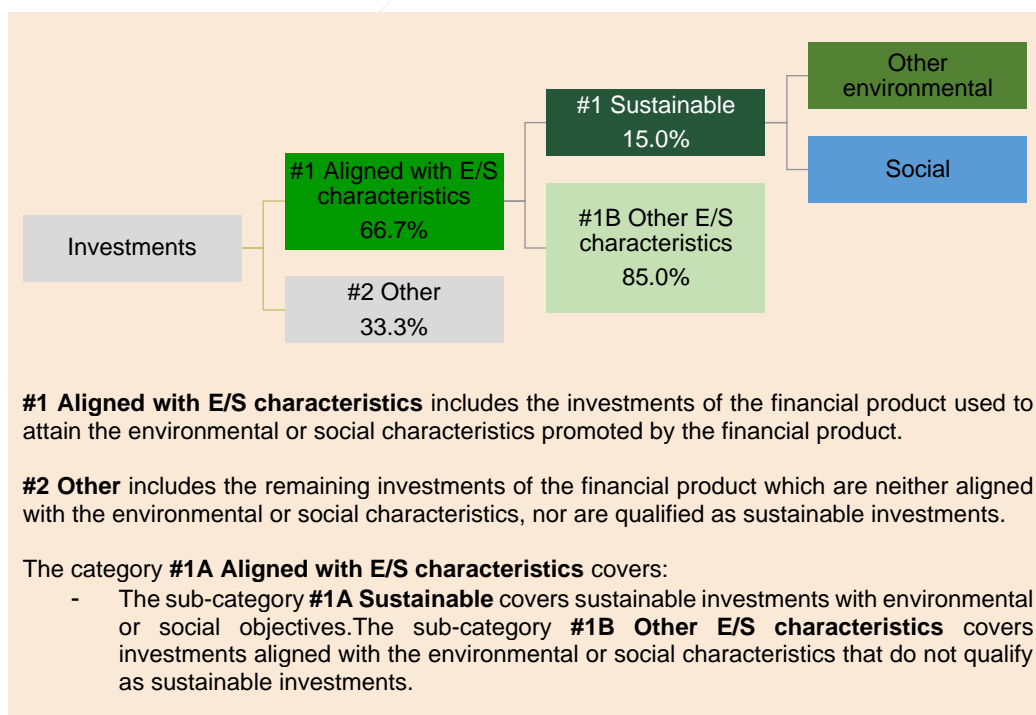 Investments
#1 Aligned with E/S
characteristics
66.7%
#2 Other
33.3%
#1 Sustainable
15.0%
#1B Other E/S
characteristics
85.0%
Other
environmental
Social
#1 Aligned with E/S characteristics includes the investments of the financial product used to
attain the environmental or social characteristics promoted by the financial product.
#2 Other includes the remaining investments of the financial product which are neither aligned
with the environmental or social characteristics, nor are qualified as sustainable investments.
The category #1A Aligned with E/S characteristics covers:
- The sub-category #1A Sustainable covers sustainable investments with environmental
or social objectives.The sub-category #1B Other E/S characteristics covers
investments aligned with the environmental or social characteristics that do not qualify
as sustainable investments.